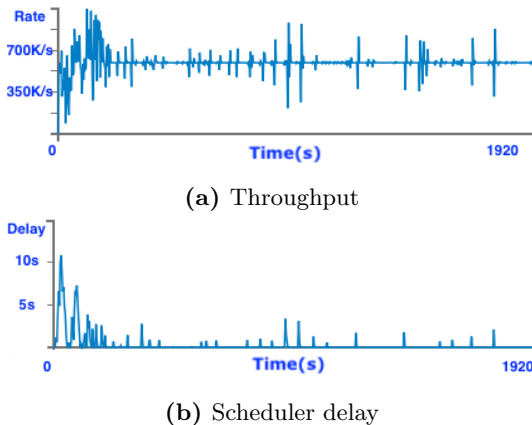 Rate
700K/s
350K/s
0
Time(s)
1920
(a) Throughput
Delay
10s
5s
0
Time(s)
1920
(b) Scheduler delay